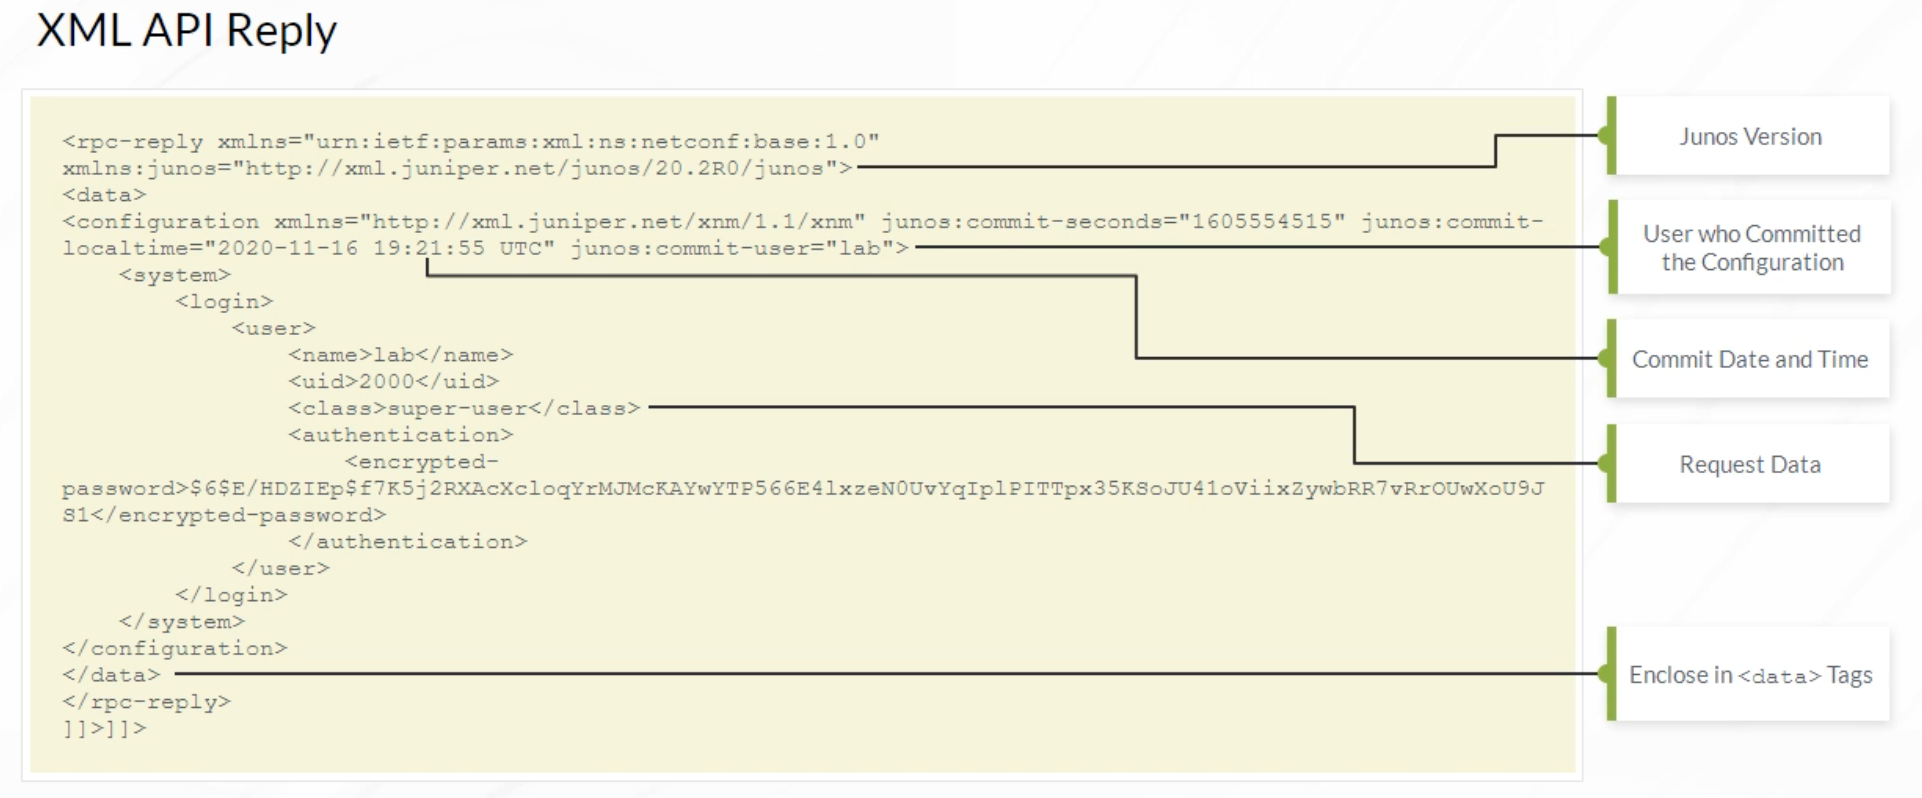 XML API Reply
<rpc-reply xmlns="urn:ietf:params:xml:ns:netconf:base:1.0"
xmlns:junos="http://xml.juniper.net/junos/20.2R0/junos">
<data>
<configuration xmlns="http://xml.juniper.net/xnm/1.1/xnm" junos:commit-seconds="1605554515" junos:commit-
localtime="2020-11-16 19:21:55 UTC" junos:commit-user="lab">
<system>
<login>
<user>
<name>lab</name>
<uid>2000</uid>
<class>super-user</class>
<authentication>
<encrypted-
password>$6$E/HDZIEp$f7K5j2RXAcXcloqYrMJMcKAYwYTP566E4lxzeN0UvYqIplPITTpx35KSoJU41oViixZywbRR7vRrOUwXoU9J
S1</encrypted-password>
</authentication>
</user>
</login>
</system>
</configuration>
</data>
</rpc-reply>
]]>]]>
Junos Version
User who Committed
the Configuration
Commit Date and Time
Request Data
Enclose in <data> Tags